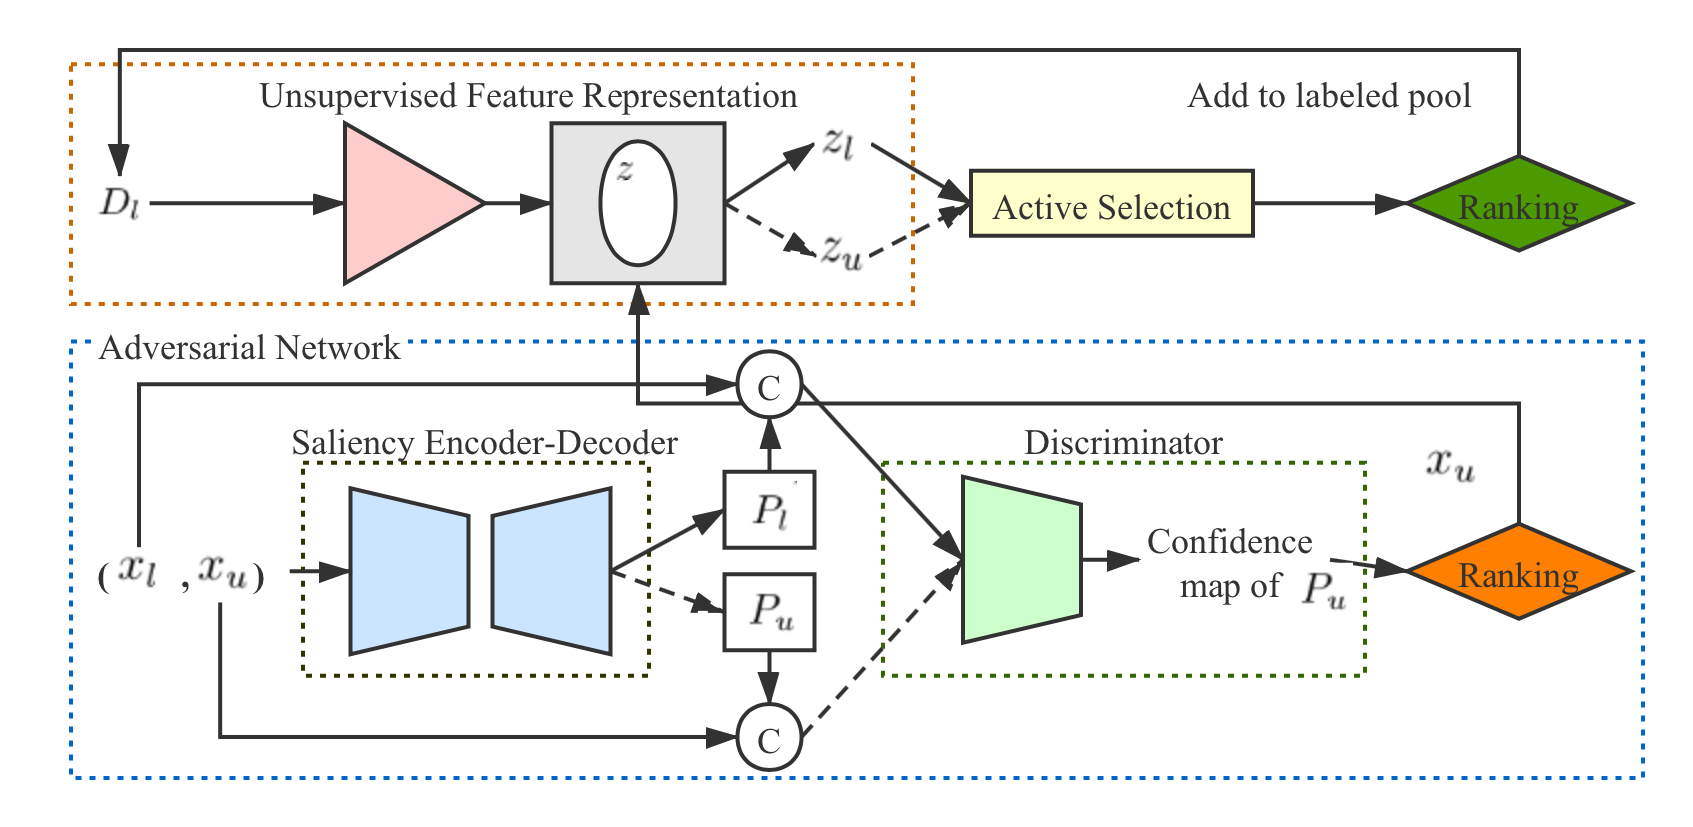 Unsupervised Feature Representation
Add to labeled pool
z_l
z
D_l
Active Selection
Ranking
z_u
Adversarial Network
C
Saliency Encoder-Decoder
Discriminator
x_u
P_l
Confidence
(x_l , x_u)
Ranking
map of P_u
P_u
C